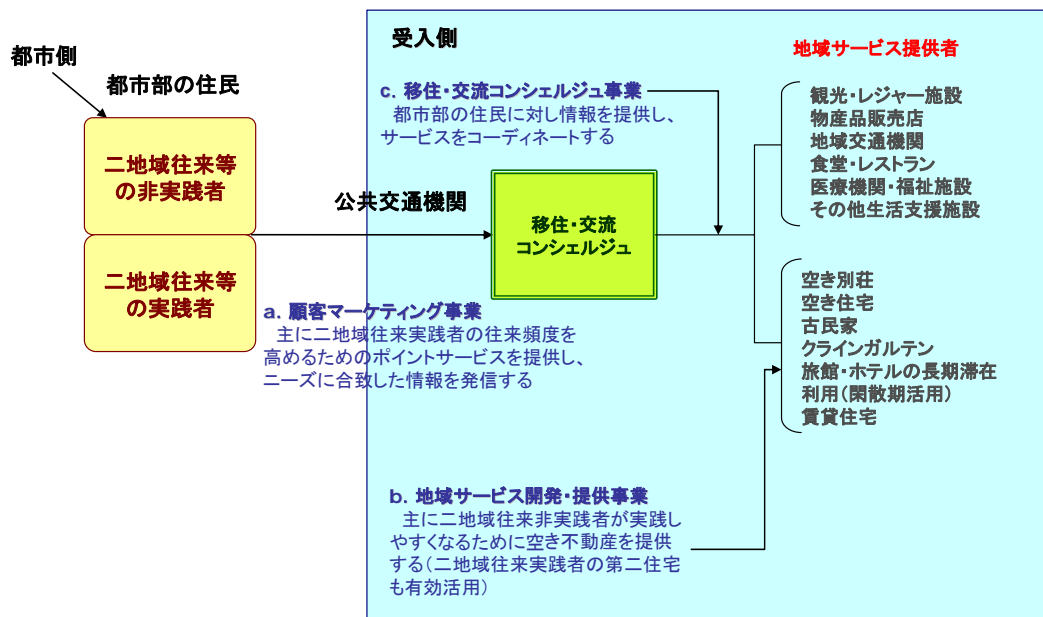 都市側
都市部の住民
二地域往来等
の非実践者
二地域往来等
の実践者
公共交通機関
受入側
地域サービス提供者
c. 移住・交流コンシェルジュ事業
都市部の住民に対し情報を提供し、
サービスをコーディネートする
移住・交流
コンシェルジュ
a. 顧客マーケティング事業
主に二地域往来実践者の往来頻度を
高めるためのポイントサービスを提供し、
ニーズに合致した情報を発信する
b. 地域サービス開発・提供事業
主に二地域往来非実践者が実践し
やすくなるために空き不動産を提供
する(二地域往来実践者の第二住宅
も有効活用)
観光・レジャー施設
物産品販売店
地域交通機関
食堂・レストラン
医療機関・福祉施設
その他生活支援施設
空き別荘
空き住宅
古民家
クラインガルテン
旅館・ホテルの長期滞在
利用(閑散期活用)
賃貸住宅